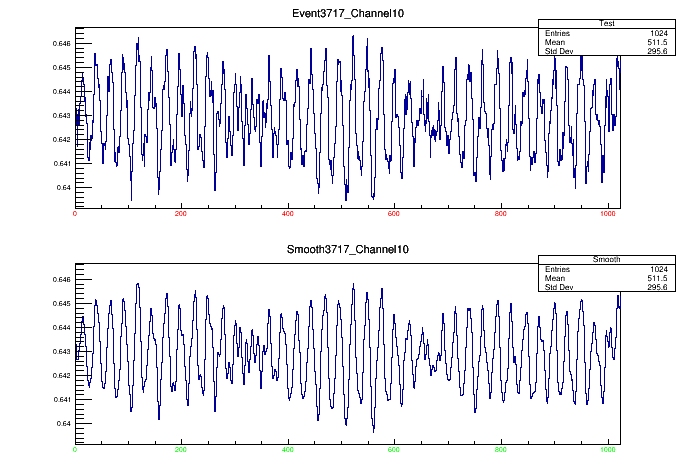 Event3717_Channel10
Test
Entries 1024
Mean 511.5
Std Dev 295.6
0.646
0.645
0.644
0.643
0.642
0.641
0.64
0 200 400 600 800 1000
Smooth3717_Channel10
Smooth
Entries 1024
Mean 511.5
Std Dev 295.6
0.646
0.645
0.644
0.643
0.642
0.641
0.64
0 200 400 600 800 1000